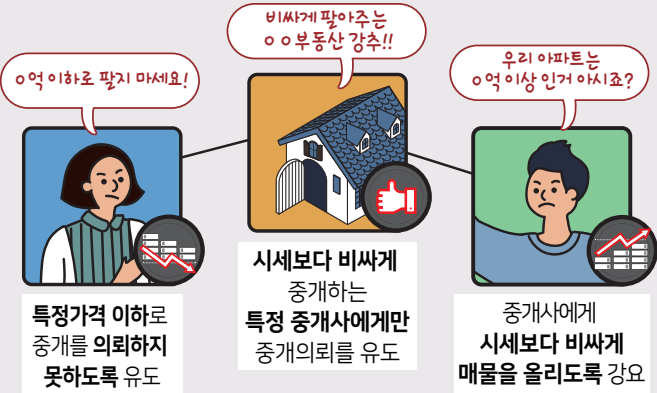 ㅇ억 이하로 팔지 마세요!
비싸게 팔아주는
ㅇㅇ부동산 강추!!
우리 아파트는
ㅇ억 이상 인거 아시죠?
특정가격 이하로
중개를 의뢰하지
못하도록 유도
시세보다 비싸게
중개하는
특정 중개사에게만
중개의뢰를 유도
중개사에게
시세보다 비싸게
매물을 올리도록 강요